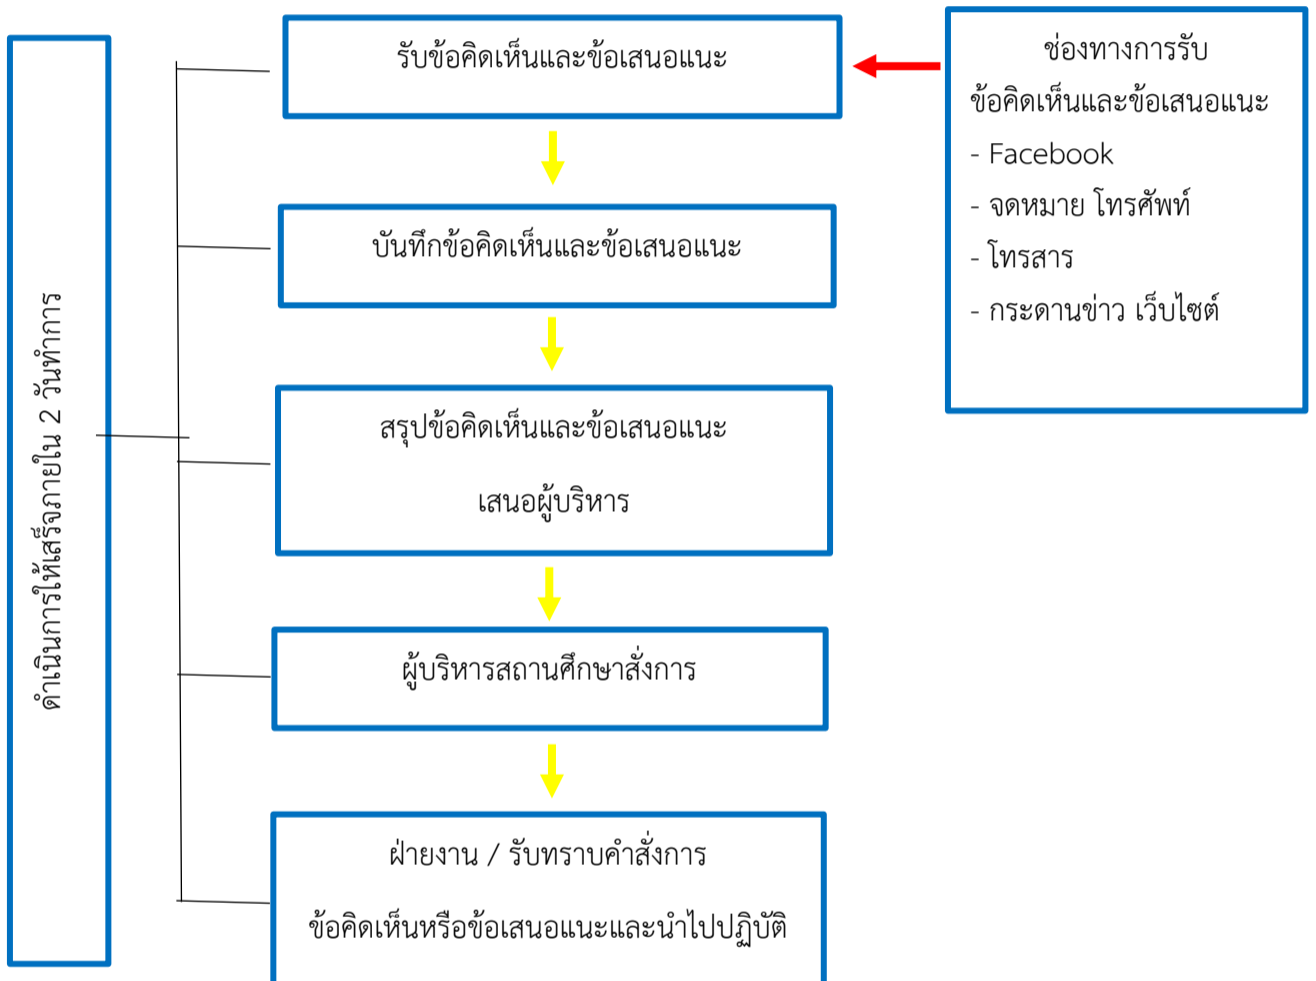 รับข้อคิดเห็นและข้อเสนอแนะ
ช่องทางการรับ
ข้อคิดเห็นและข้อเสนอแนะ
- Facebook
- จดหมาย โทรศัพท์
- โทรสาร
- กระดานข่าว เว็บไซต์
บันทึกข้อคิดเห็นและข้อเสนอแนะ
สรุปข้อคิดเห็นและข้อเสนอแนะ
เสนอผู้บริหาร
ผู้บริหารสถานศึกษาสั่งการ
ฝ่ายงาน / รับทราบคำสั่งการ
ข้อคิดเห็นหรือข้อเสนอแนะและนำไปปฏิบัติ
ดำเนินการให้เสร็จภายใน 2 วันทำการ